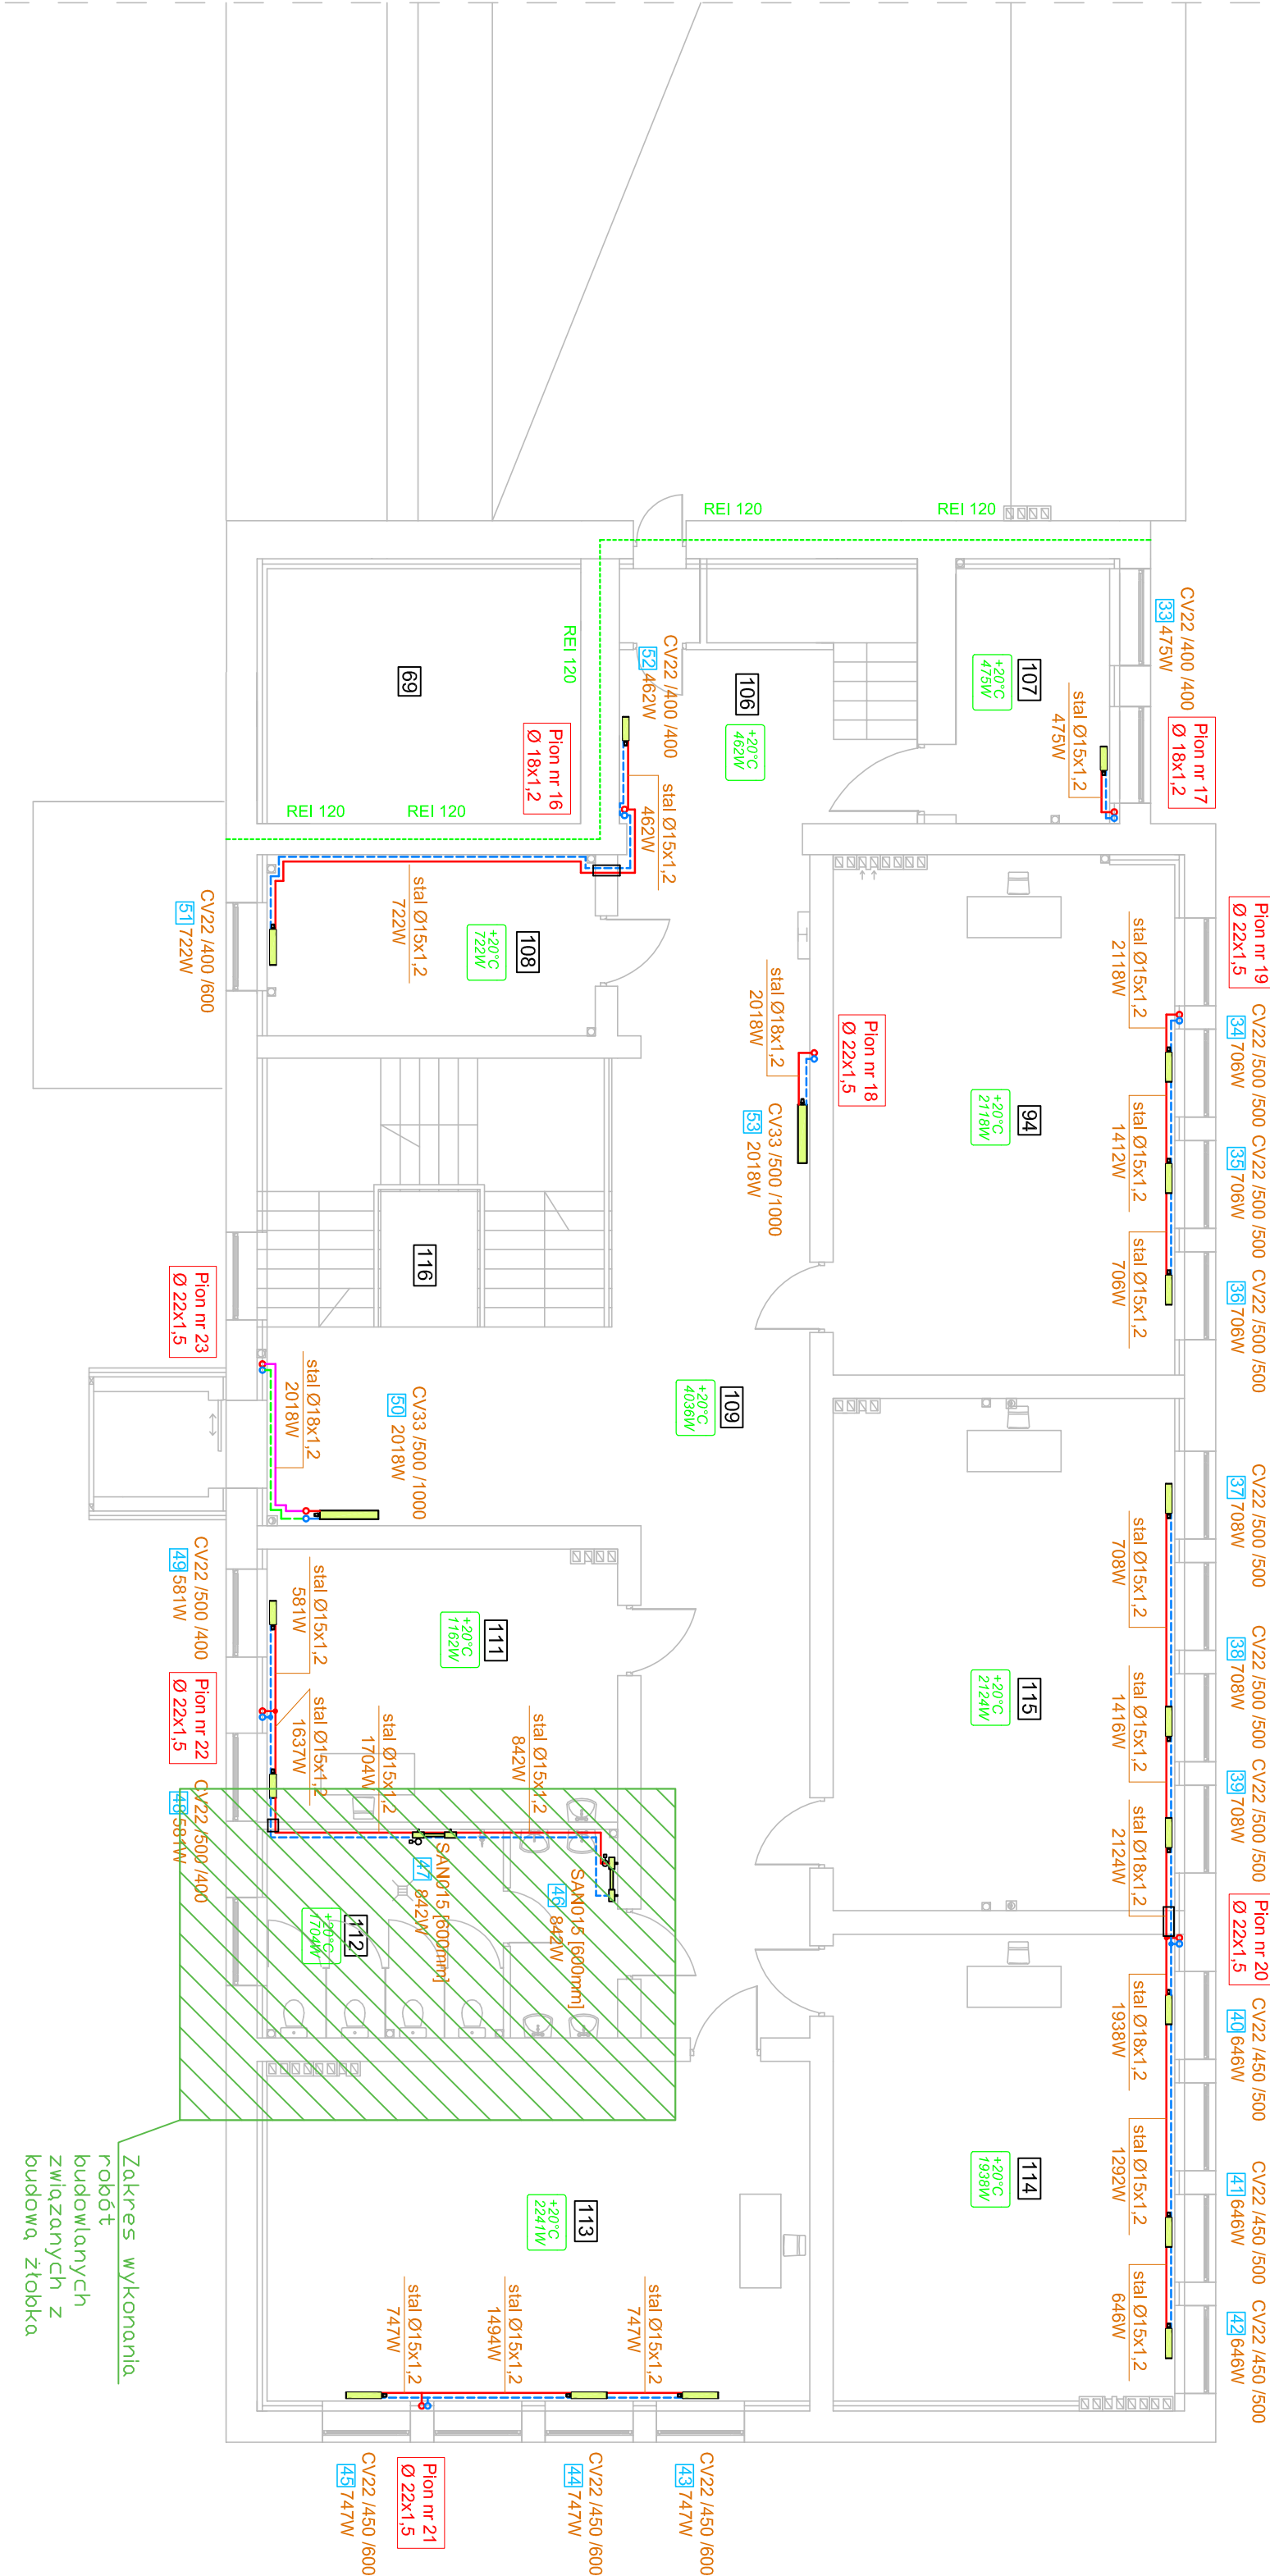 Pion nr 19
Ø 22x1,5
CV22 /500 /500
34 706W
CV22 /500 /500
35 706W
CV22 /500 /500
36 706W
CV22 /500 /500
37 708W
CV22 /500 /500
38 708W
CV22 /500 /500
39 708W
Pion nr 20
Ø 22x1,5
CV22 /450 /500
40 646W
CV22 /450 /500
41 646W
CV22 /450 /500
42 646W
CV22 /400 /400
33 475W
Pion nr 17
Ø 18x1,2
stal Ø15x1,2
475W
stal Ø15x1,2
2118W
stal Ø15x1,2
1412W
stal Ø15x1,2
706W
stal Ø15x1,2
708W
stal Ø15x1,2
1416W
stal Ø18x1,2
2124W
stal Ø18x1,2
1938W
stal Ø15x1,2
1292W
stal Ø15x1,2
646W
REI 120
REI 120
107
+20°C
475W
94
+20°C
2118W
115
+20°C
2124W
114
+20°C
1938W
Pion nr 18
Ø 22x1,5
stal Ø18x1,2
2018W
CV33 /500 /1000
53 2018W
106
+20°C
462W
109
+20°C
4036W
CV22 /400 /400
52 462W
stal Ø15x1,2
462W
REI 120
Pion nr 16
Ø 18x1,2
69
REI 120
REI 120
108
+20°C
722W
stal Ø15x1,2
722W
CV22 /400 /600
51 722W
116
Pion nr 23
Ø 22x1,5
stal Ø18x1,2
2018W
CV33 /500 /1000
50 2018W
111
+20°C
1162W
CV22 /500 /400
49 581W
stal Ø15x1,2
581W
stal Ø15x1,2
1637W
Pion nr 22
Ø 22x1,5
CV22 /500 /400
48 581W
stal Ø15x1,2
1704W
stal Ø15x1,2
842W
SAN015 [600mm]
46 842W
SAN015 [600mm]
47 842W
112
+20°C
1704W
113
+20°C
2241W
stal Ø15x1,2
747W
stal Ø15x1,2
1494W
stal Ø15x1,2
747W
CV22 /450 /600
43 747W
CV22 /450 /600
44 747W
Pion nr 21
Ø 22x1,5
CV22 /450 /600
45 747W
Zakres wykonania
robót
budowlanych
związanych z
budową żłobka